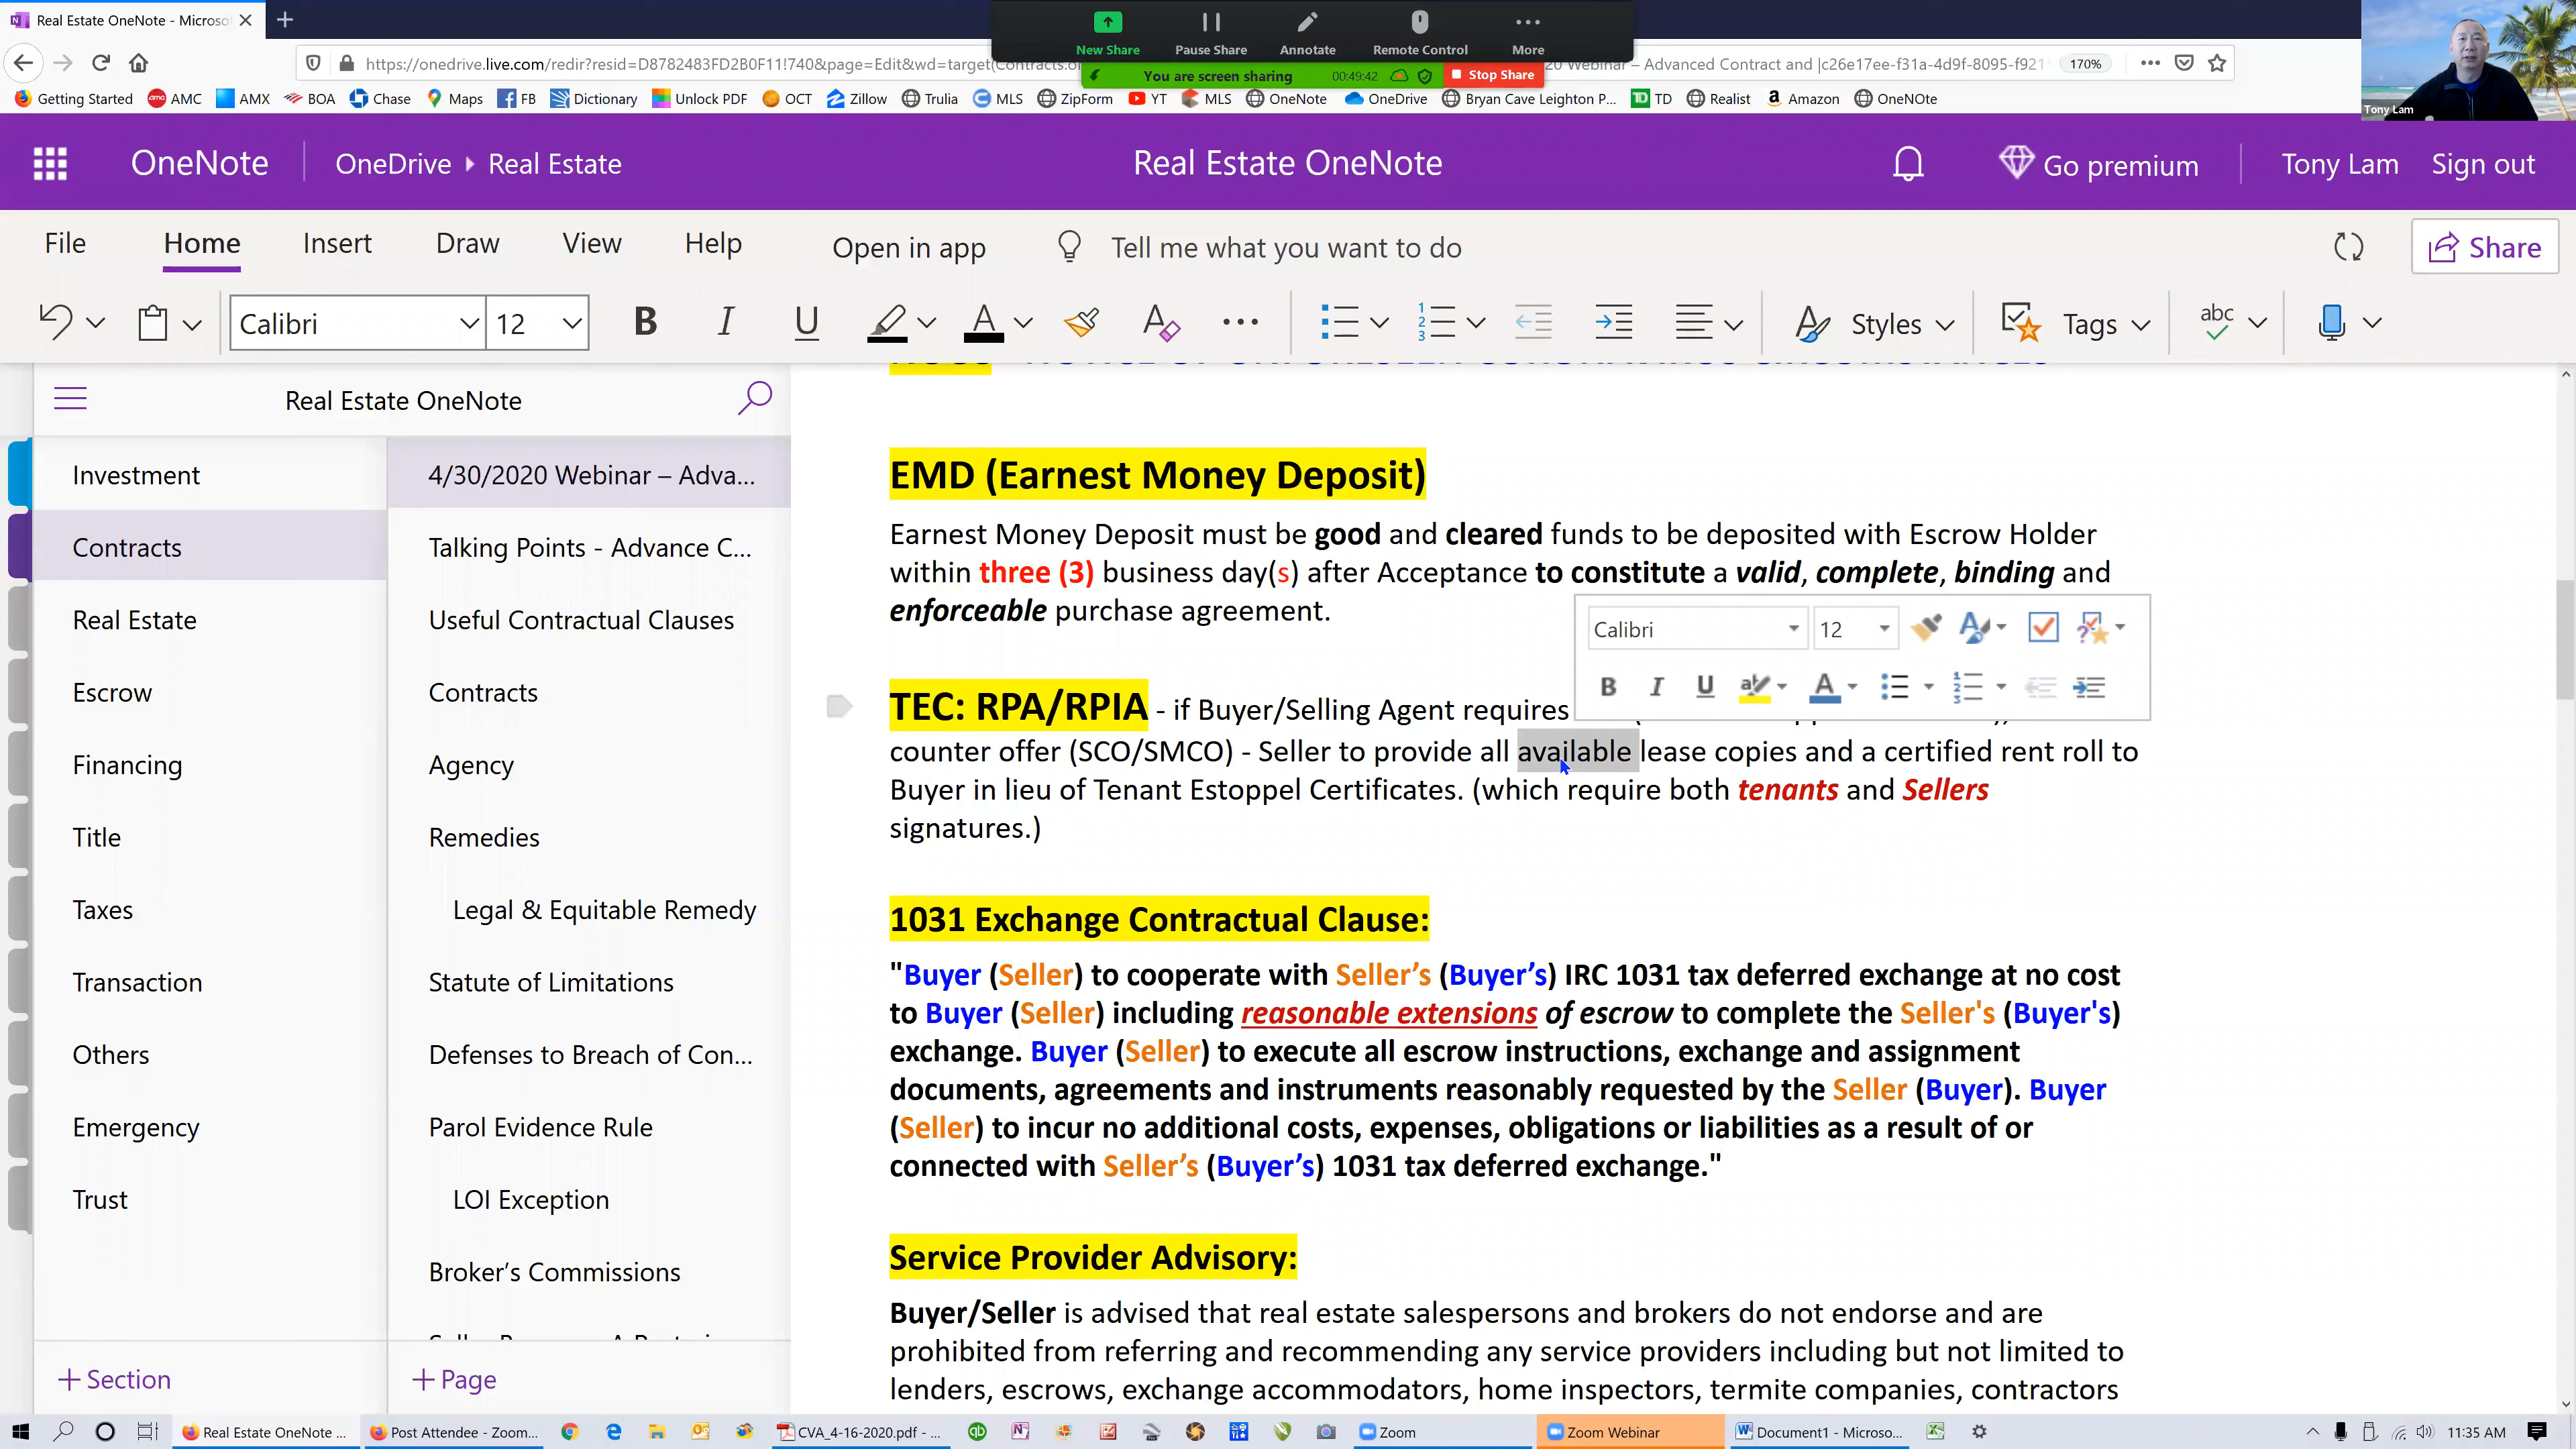 Real Estate OneNote - Microso
New Share
Pause Share
Annotate
Remote Control
More
https://onedrive.live.com/redir?resid=D8782483FD2B0F11!740&page=Edit&wd=target(Contracts.o
You are screen sharing
00:49:42
Stop Share
20 Webinar – Advanced Contract and |c26e17ee-f31a-4d9f-8095-f921
170%
Getting Started
AMC
AMX
BOA
Chase
Maps
FB
Dictionary
Unlock PDF
OCT
Zillow
Trulia
MLS
ZipForm
YT
MLS
OneNote
OneDrive
Bryan Cave Leighton P...
TD
Realist
Amazon
OneNOte
Tony Lam
OneNote
OneDrive
Real Estate
Real Estate OneNote
Go premium
Tony Lam
Sign out
File
Home
Insert
Draw
View
Help
Open in app
Tell me what you want to do
Share
Calibri
12
B
I
U
A
Styles
Tags
abc
Real Estate OneNote
Investment
Contracts
Real Estate
Escrow
Financing
Title
Taxes
Transaction
Others
Emergency
Trust
+ Section
4/30/2020 Webinar – Adva...
Talking Points - Advance C...
Useful Contractual Clauses
Contracts
Agency
Remedies
Legal & Equitable Remedy
Statute of Limitations
Defenses to Breach of Con...
Parol Evidence Rule
LOI Exception
Broker's Commissions
+ Page
EMD (Earnest Money Deposit)
Earnest Money Deposit must be good and cleared funds to be deposited with Escrow Holder
within three (3) business day(s) after Acceptance to constitute a valid, complete, binding and
enforceable purchase agreement.
Calibri
12
B
I
U
A
TEC: RPA/RPIA - if Buyer/Selling Agent requires
counter offer (SCO/SMCO) - Seller to provide all available lease copies and a certified rent roll to
Buyer in lieu of Tenant Estoppel Certificates. (which require both tenants and Sellers
signatures.)
1031 Exchange Contractual Clause:
"Buyer (Seller) to cooperate with Seller’s (Buyer’s) IRC 1031 tax deferred exchange at no cost
to Buyer (Seller) including reasonable extensions of escrow to complete the Seller's (Buyer's)
exchange. Buyer (Seller) to execute all escrow instructions, exchange and assignment
documents, agreements and instruments reasonably requested by the Seller (Buyer). Buyer
(Seller) to incur no additional costs, expenses, obligations or liabilities as a result of or
connected with Seller’s (Buyer’s) 1031 tax deferred exchange."
Service Provider Advisory:
Buyer/Seller is advised that real estate salespersons and brokers do not endorse and are
prohibited from referring and recommending any service providers including but not limited to
lenders, escrows, exchange accommodators, home inspectors, termite companies, contractors
Real Estate OneNote ...
Post Attendee - Zoom...
CVA_4-16-2020.pdf - ...
Zoom
Zoom Webinar
Document1 - Microso...
11:35 AM